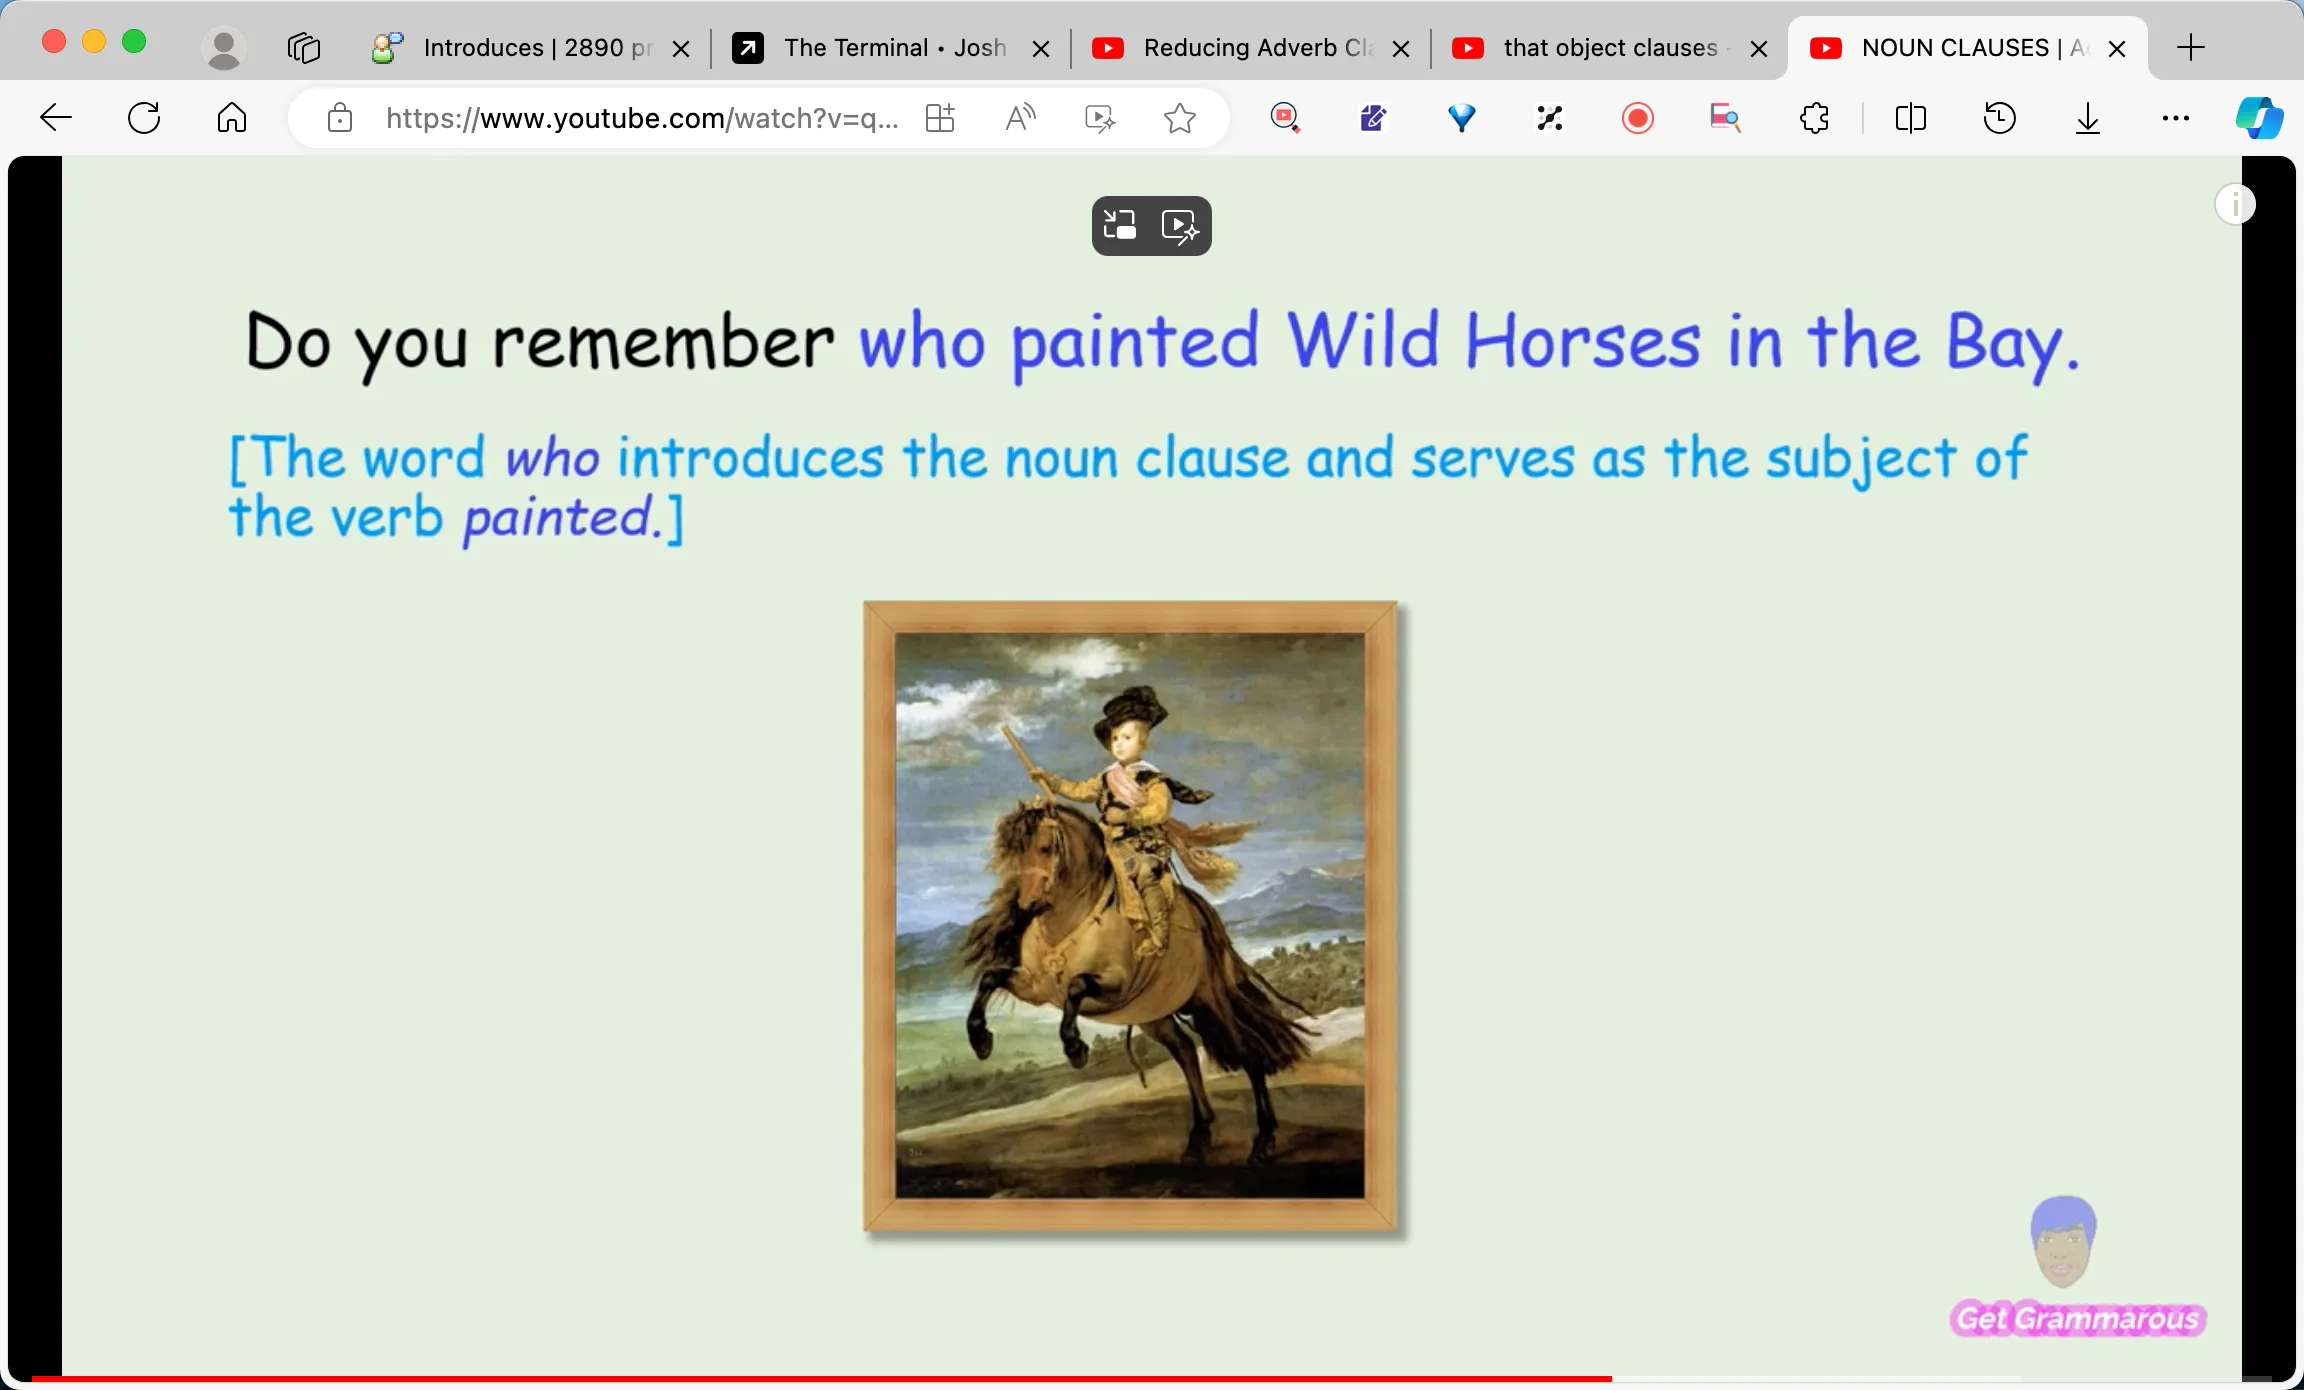 Introduces | 2890 pr
The Terminal • Josh
Reducing Adverb Cla
that object clauses -
NOUN CLAUSES | A
https://www.youtube.com/watch?v=q...
Do you remember who painted Wild Horses in the Bay.
[The word who introduces the noun clause and serves as the subject of
the verb painted.]
Get Grammarous